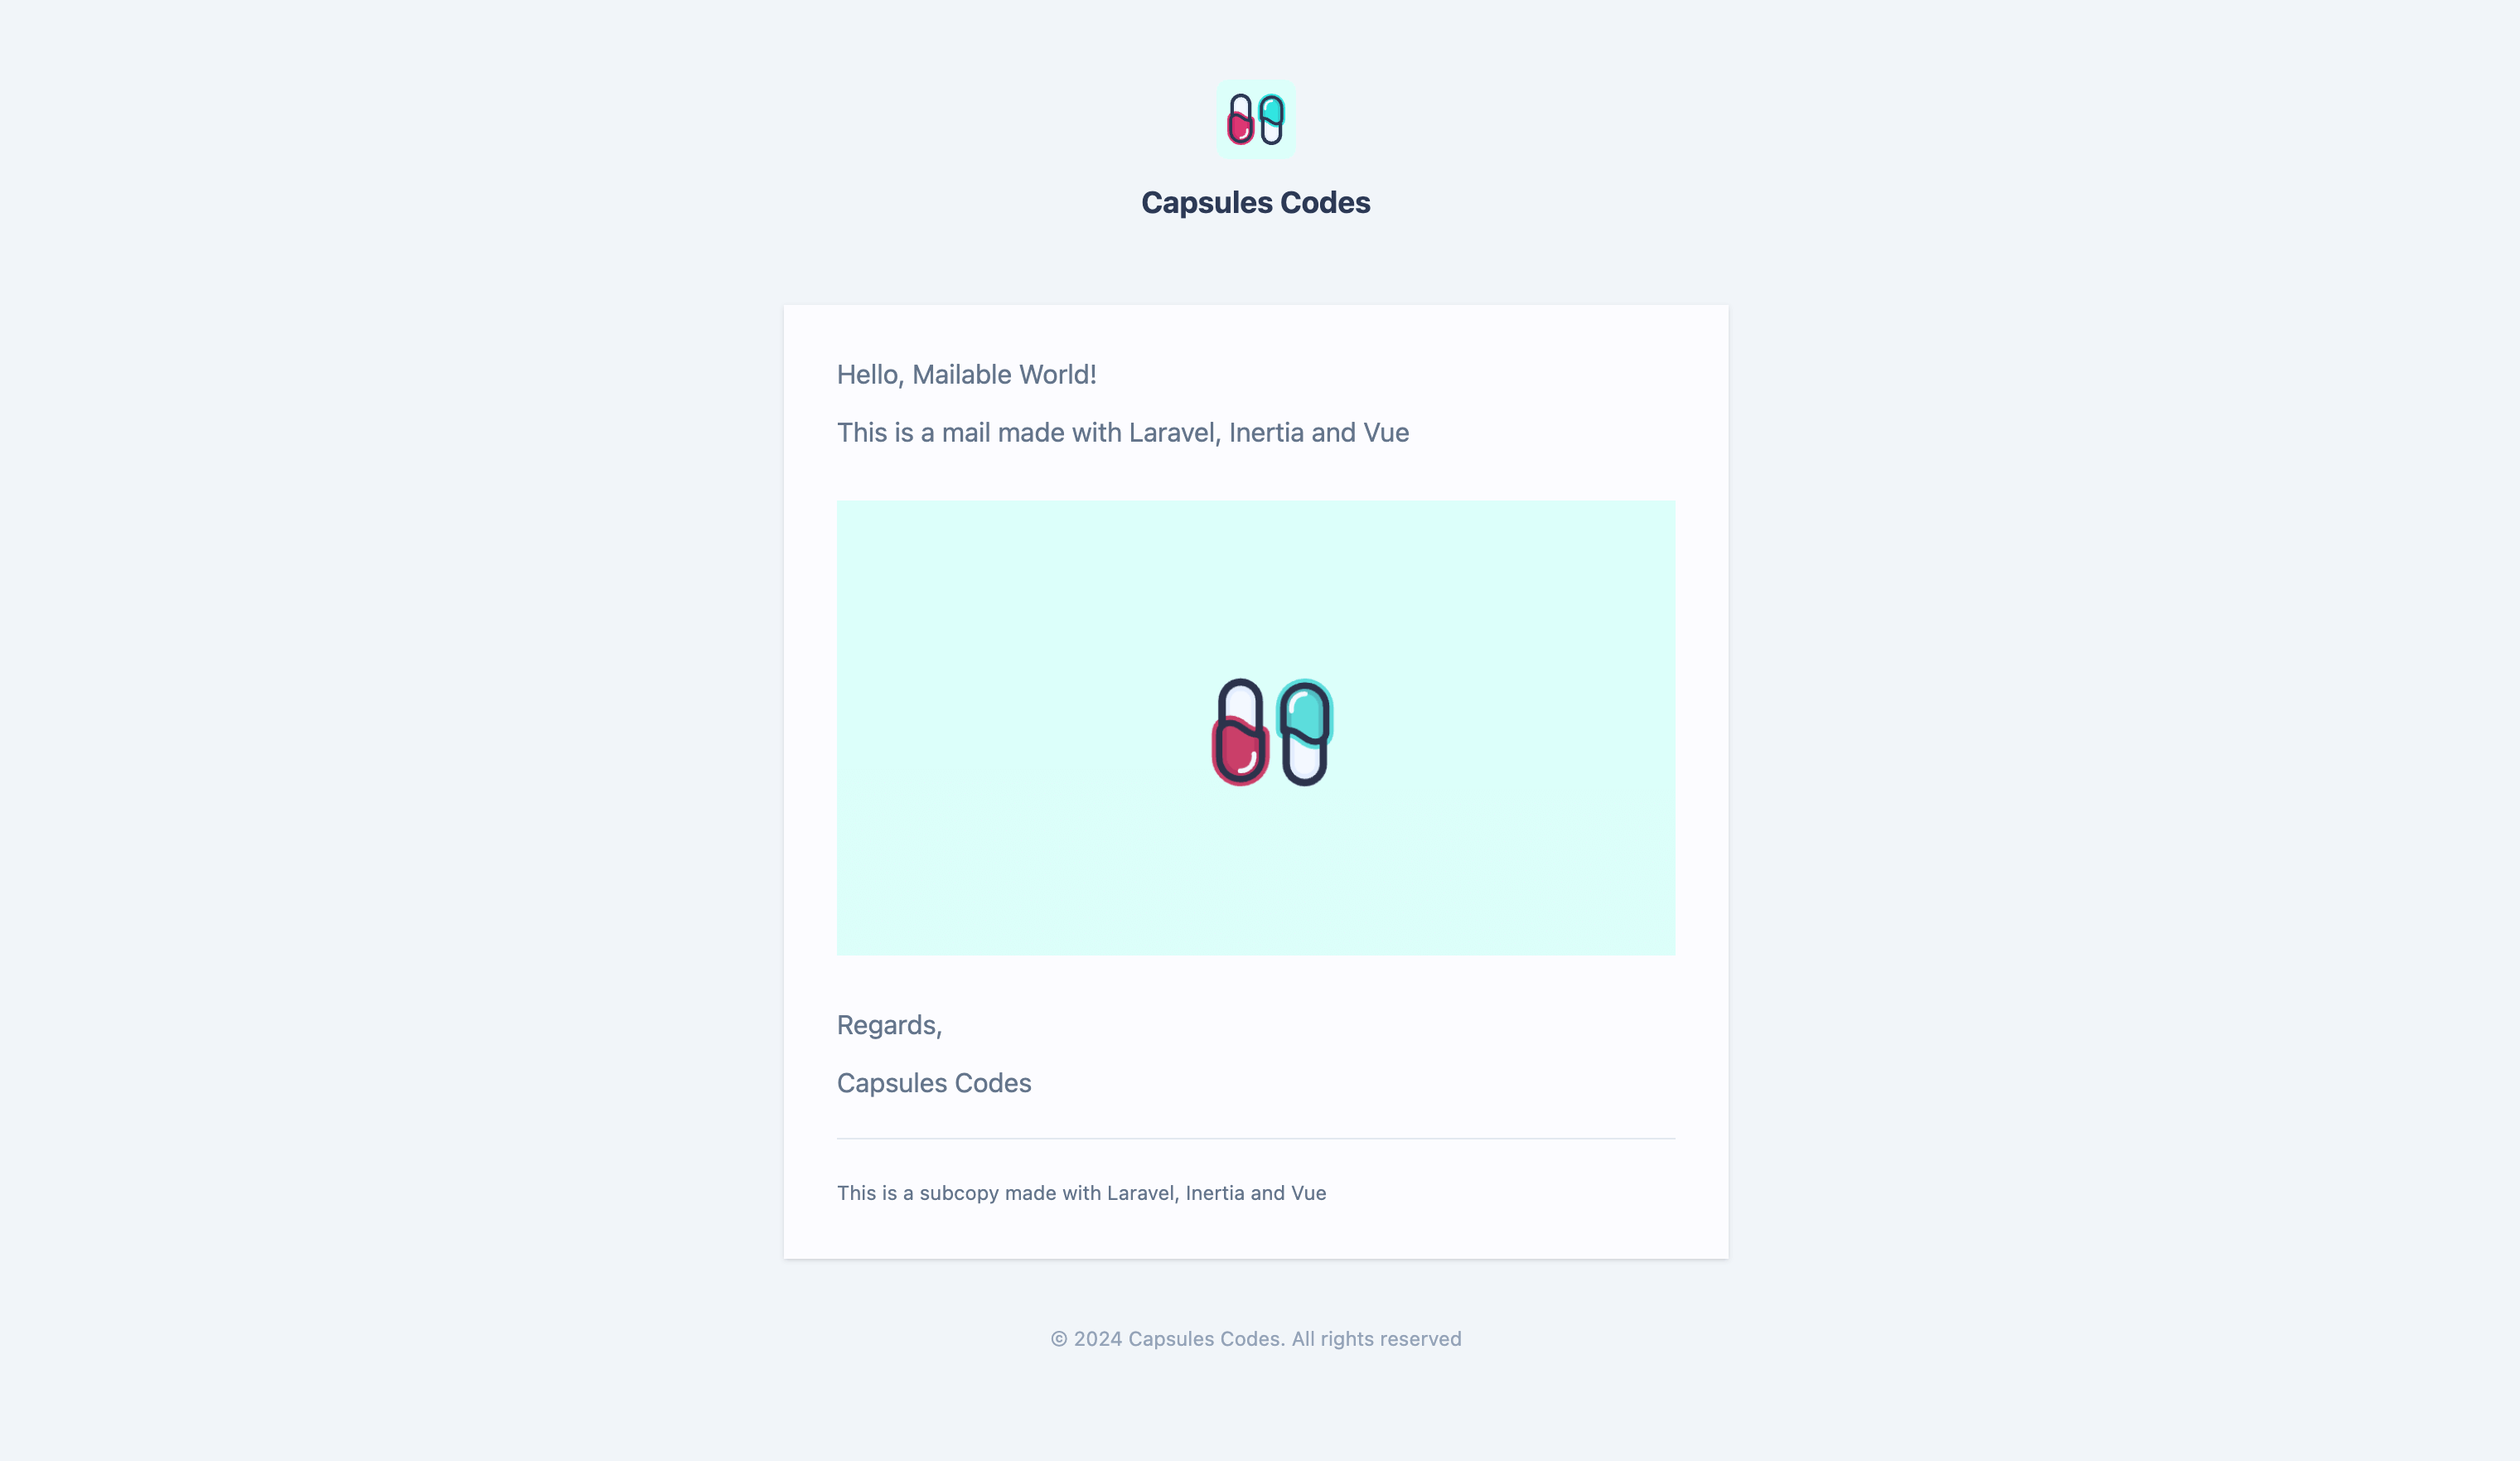 Capsules Codes
Hello, Mailable World!
This is a mail made with Laravel, Inertia and Vue
Regards,
Capsules Codes
This is a subcopy made with Laravel, Inertia and Vue
© 2024 Capsules Codes. All rights reserved